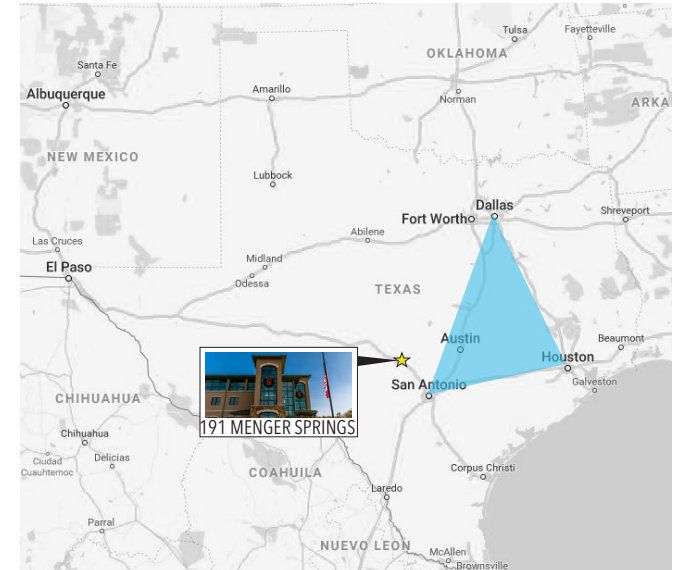 Tulsa
Fayetteville
OKLAHOMA
Santa Fe
Albuquerque
Amarillo
Norman
ARKA
NEW MEXICO
Lubbock
Dallas
Fort Worth
Shreveport
Abilene
Las Cruces
Midland
El Paso
Odessa
TEXAS
Austin
Beaumont
Houston
San Antonio
Galveston
CHIHUAHUA
191 MENGER SPRINGS
Chihuahua
Ciudad
Cuauhtemoc
Delicias
COAHUILA
Corpus Christi
Laredo
Parral
NUEVO LEON
McAllen
Brownsville